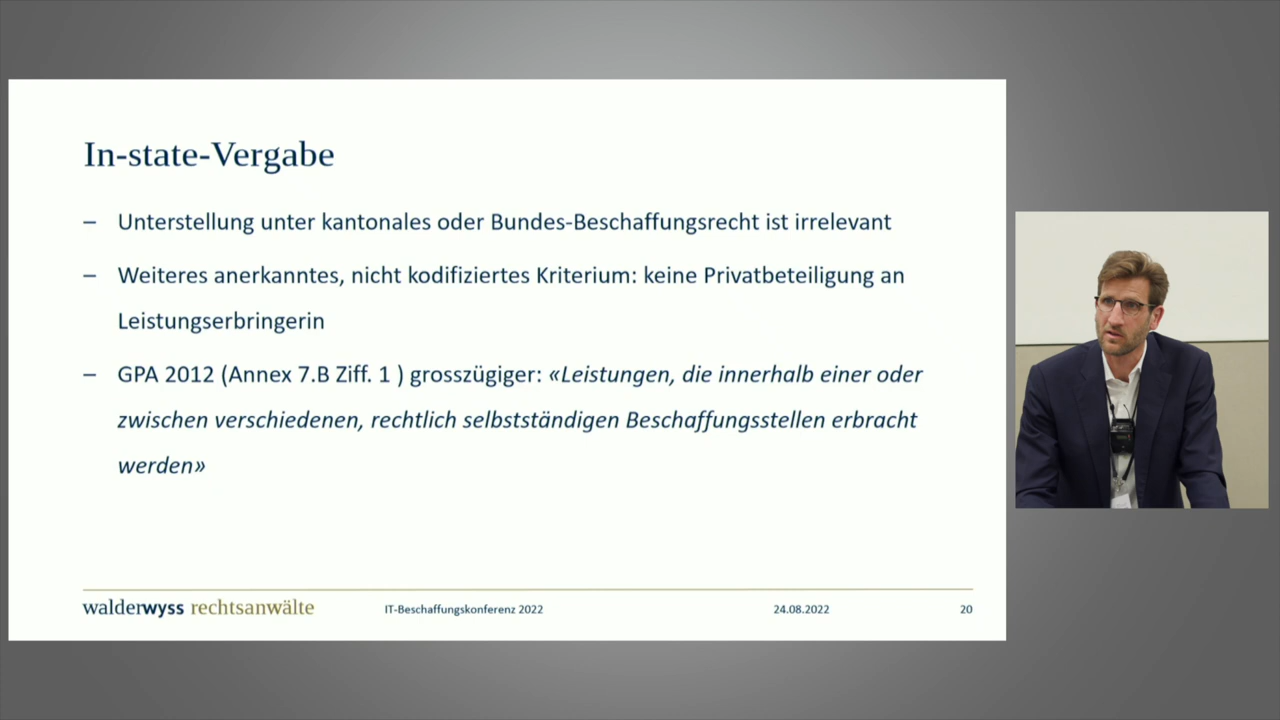 In-state-Vergabe
– Unterstellung unter kantonales oder Bundes-Beschaffungsrecht ist irrelevant
– Weiteres anerkanntes, nicht kodifiziertes Kriterium: keine Privatbeteiligung an
Leistungserbringerin
– GPA 2012 (Annex 7.B Ziff. 1 ) grosszügiger: «Leistungen, die innerhalb einer oder
zwischen verschiedenen, rechtlich selbstständigen Beschaffungsstellen erbracht
werden»
walderwyss rechtsanwälte IT-Beschaffungskonferenz 2022 24.08.2022 20